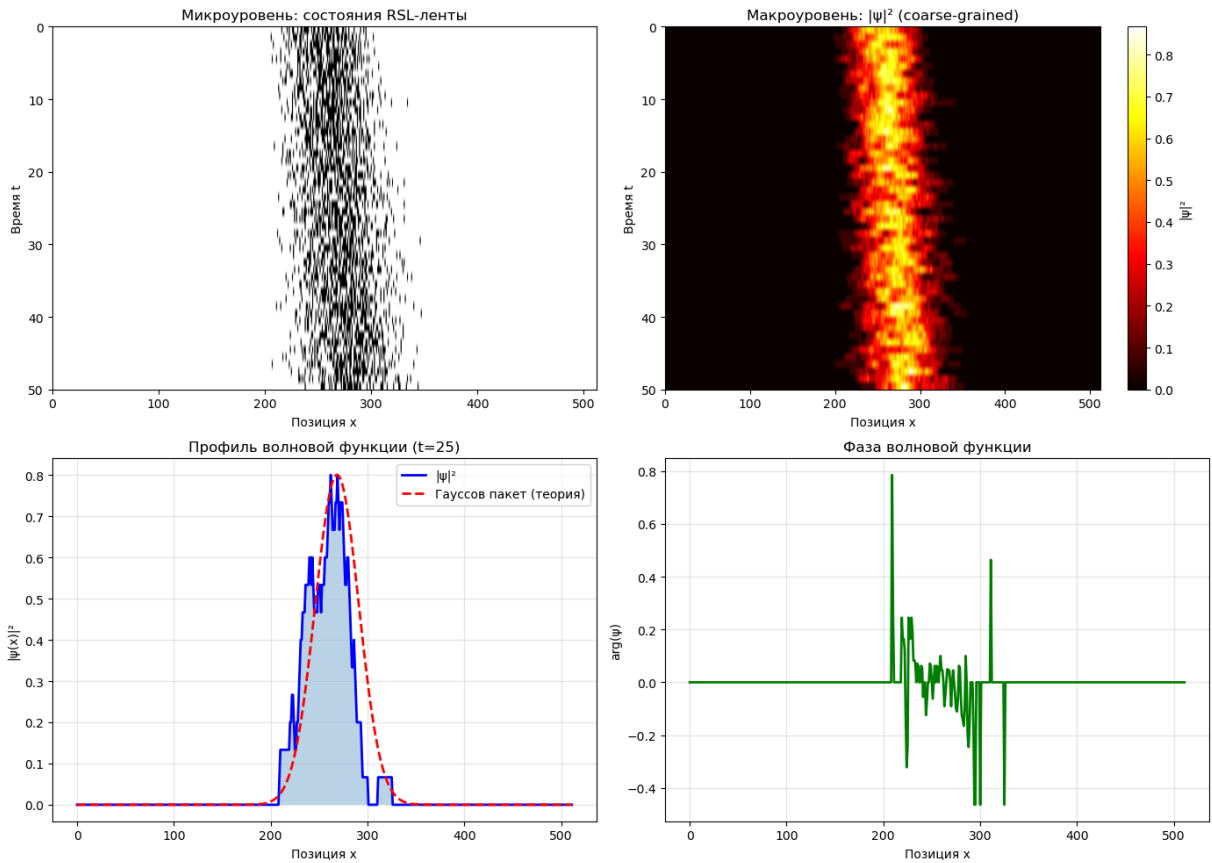 Микроуровень: состояния RSL-ленты
0
10
20
30
40
50
Время t
0 100 200 300 400 500
Позиция x
Макроуровень: |ψ|² (coarse-grained)
0
10
20
30
40
50
Время t
0 100 200 300 400 500
Позиция x
0.8
0.7
0.6
0.5
0.4
0.3
0.2
0.1
0.0
|ψ|²
Профиль волновой функции (t=25)
|ψ|²
Гауссов пакет (теория)
0.8
0.7
0.6
0.5
0.4
0.3
0.2
0.1
0.0
|ψ(x)|²
0 100 200 300 400 500
Позиция x
Фаза волновой функции
0.8
0.6
0.4
0.2
0.0
−0.2
−0.4
arg(ψ)
0 100 200 300 400 500
Позиция x